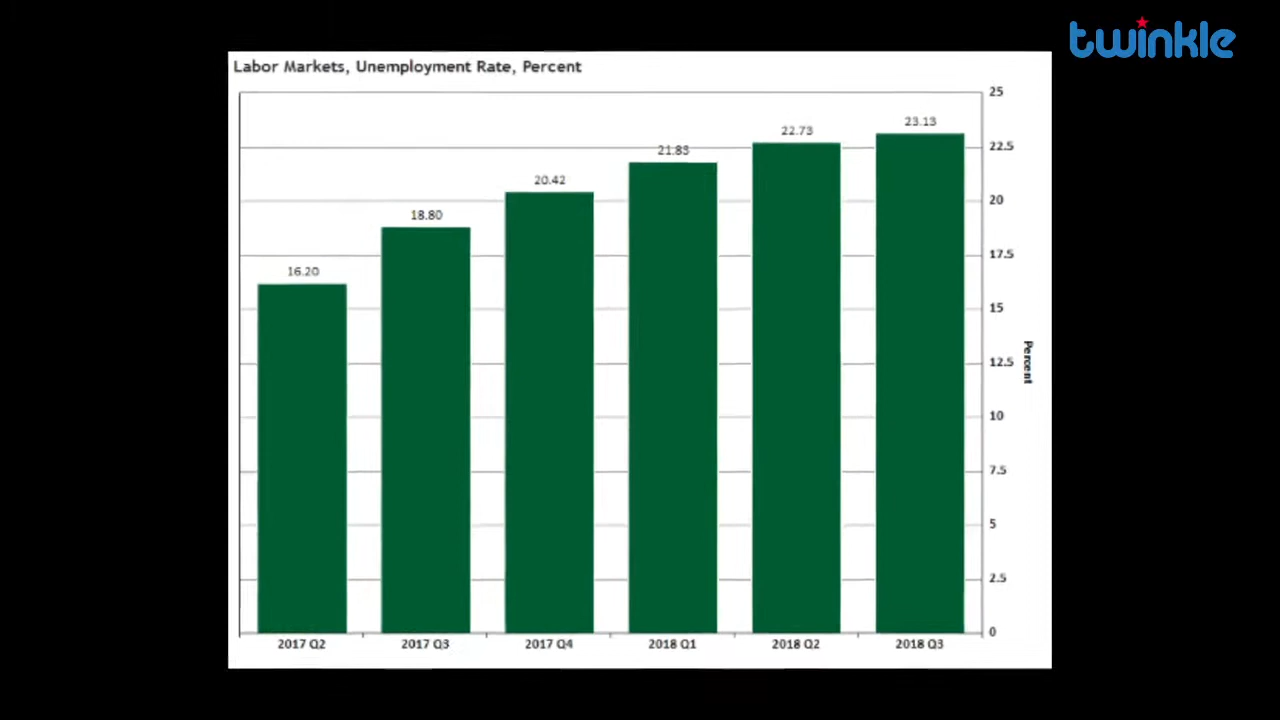 twinkle
Labor Markets, Unemployment Rate, Percent
25
22.5
20
17.5
15
12.5
10
7.5
5
2.5
0
Percent
16.20
18.80
20.42
21.83
22.73
23.13
2017 Q2
2017 Q3
2017 Q4
2018 Q1
2018 Q2
2018 Q3